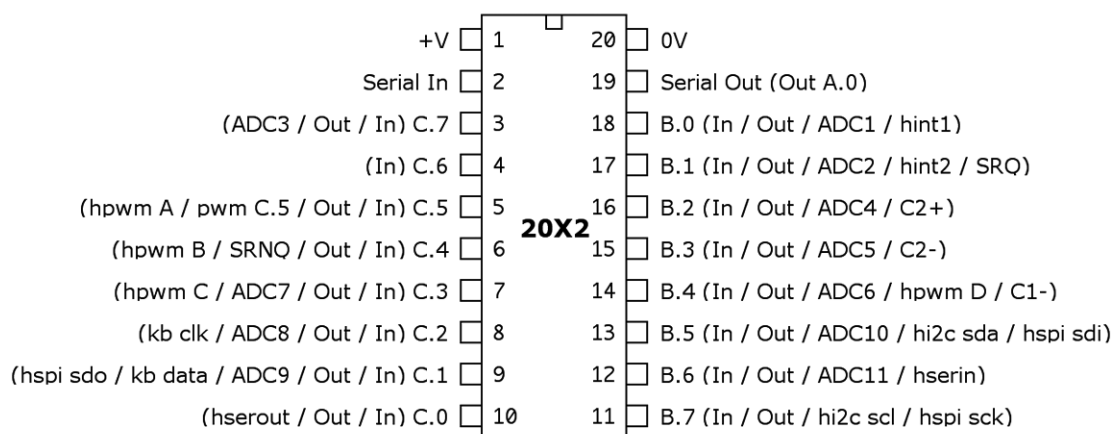 +V 1 20 0V
Serial In 2 19 Serial Out (Out A.0)
(ADC3 / Out / In) C.7 3 18 B.0 (In / Out / ADC1 / hint1)
(In) C.6 4 17 B.1 (In / Out / ADC2 / hint2 / SRQ)
(hpwm A / pwm C.5 / Out / In) C.5 5 16 B.2 (In / Out / ADC4 / C2+)
20X2
(hpwm B / SRNQ / Out / In) C.4 6 15 B.3 (In / Out / ADC5 / C2-)
(hpwm C / ADC7 / Out / In) C.3 7 14 B.4 (In / Out / ADC6 / hpwm D / C1-)
(kb clk / ADC8 / Out / In) C.2 8 13 B.5 (In / Out / ADC10 / hi2c sda / hspi sdi)
(hspi sdo / kb data / ADC9 / Out / In) C.1 9 12 B.6 (In / Out / ADC11 / hserin)
(hserout / Out / In) C.0 10 11 B.7 (In / Out / hi2c scl / hspi sck)